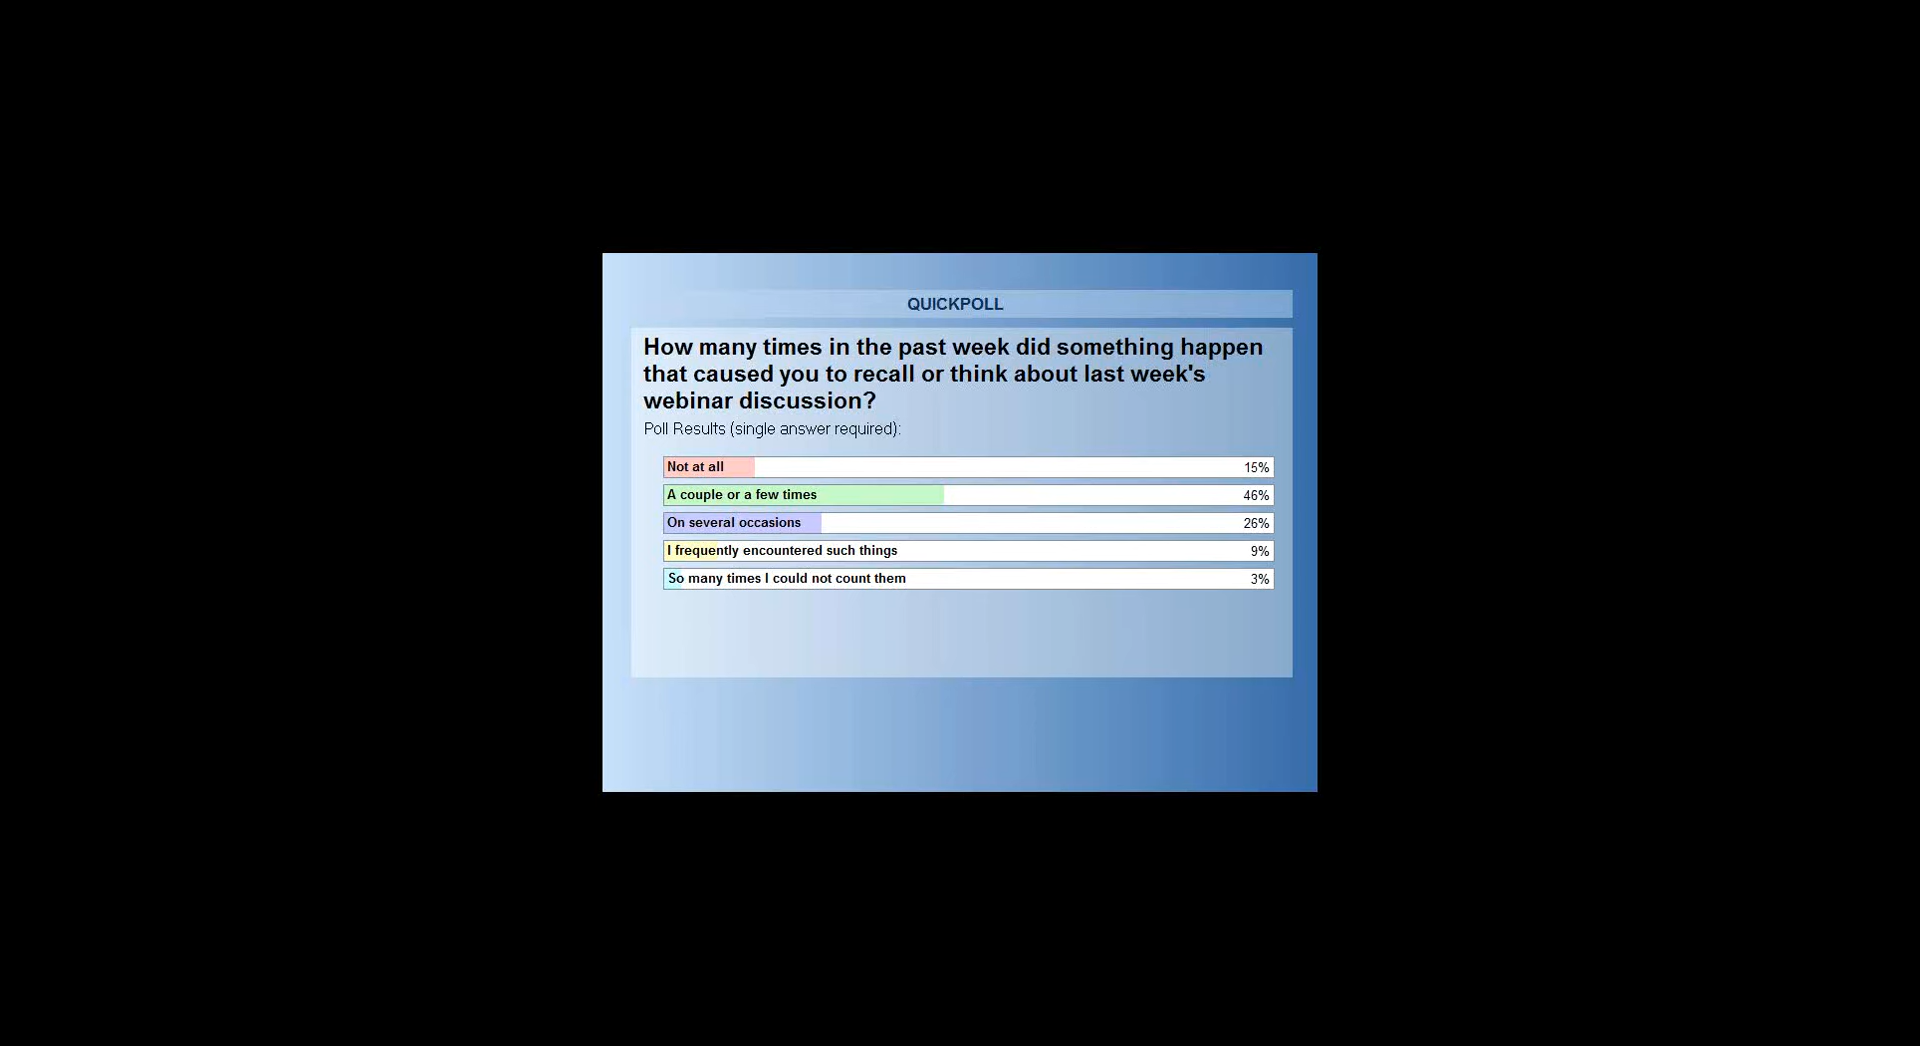 QUICKPOLL
How many times in the past week did something happen
that caused you to recall or think about last week's
webinar discussion?
Poll Results (single answer required):
Not at all 15%
A couple or a few times 46%
On several occasions 26%
I frequently encountered such things 9%
So many times I could not count them 3%